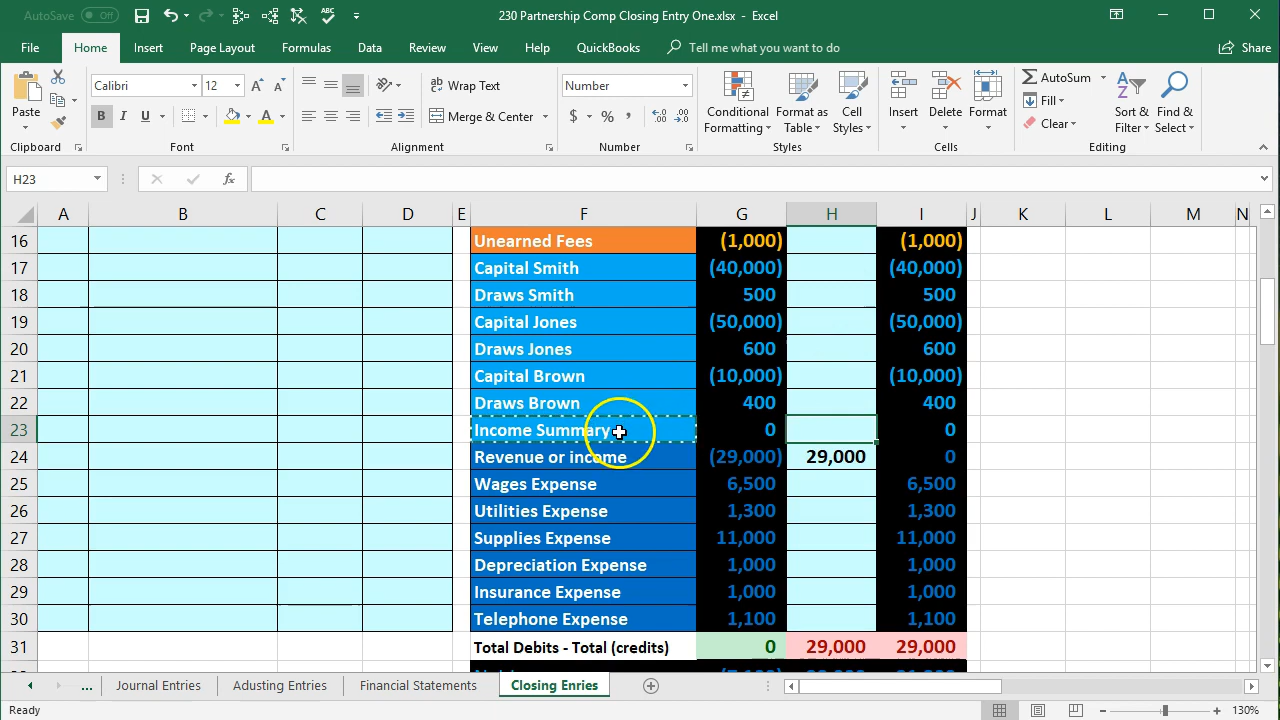 AutoSave Off 230 Partnership Comp Closing Entry One.xlsx - Excel
File Home Insert Page Layout Formulas Data Review View Help QuickBooks Tell me what you want to do Share
Paste Calibri 12 Wrap Text Number Conditional Formatting Format as Table Cell Styles Insert Delete Format AutoSum Sort & Filter Find & Select
B I U Merge & Center $ % , Fill
Clear
Clipboard Font Alignment Number Styles Cells Editing
H23 fx
A B C D E F G H I J K L M N
16 Unearned Fees (1,000) (1,000)
17 Capital Smith (40,000) (40,000)
18 Draws Smith 500 500
19 Capital Jones (50,000) (50,000)
20 Draws Jones 600 600
21 Capital Brown (10,000) (10,000)
22 Draws Brown 400 400
23 Income Summary 0 0
24 Revenue or income (29,000) 29,000 0
25 Wages Expense 6,500 6,500
26 Utilities Expense 1,300 1,300
27 Supplies Expense 11,000 11,000
28 Depreciation Expense 1,000 1,000
29 Insurance Expense 1,000 1,000
30 Telephone Expense 1,100 1,100
31 Total Debits - Total (credits) 0 29,000 29,000
... Journal Entries Adusting Entries Financial Statements Closing Enries
Ready 130%